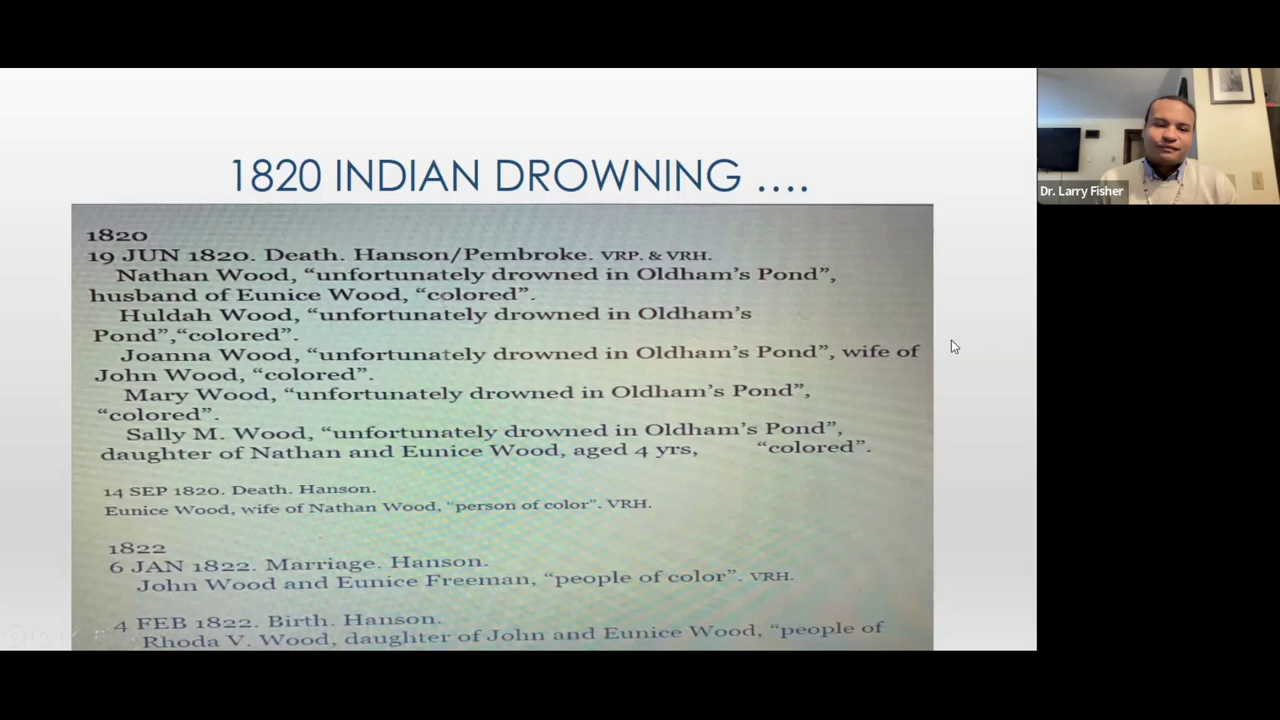 1820 INDIAN DROWNING ....
1820
19 JUN 1820. Death. Hanson/Pembroke. VRP. & VRH.
Nathan Wood, “unfortunately drowned in Oldham’s Pond”,
husband of Eunice Wood, “colored”.
Huldah Wood, “unfortunately drowned in Oldham’s
Pond”,“colored”.
Joanna Wood, “unfortunately drowned in Oldham’s Pond”, wife of
John Wood, “colored”.
Mary Wood, “unfortunately drowned in Oldham’s Pond”,
“colored”.
Sally M. Wood, “unfortunately drowned in Oldham’s Pond”,
daughter of Nathan and Eunice Wood, aged 4 yrs, “colored”.
14 SEP 1820. Death. Hanson.
Eunice Wood, wife of Nathan Wood, “person of color”. VRH.
1822
6 JAN 1822. Marriage. Hanson.
John Wood and Eunice Freeman, “people of color”. VRH.
4 FEB 1822. Birth. Hanson.
Rhoda V. Wood, daughter of John and Eunice Wood, “people of
Dr. Larry Fisher